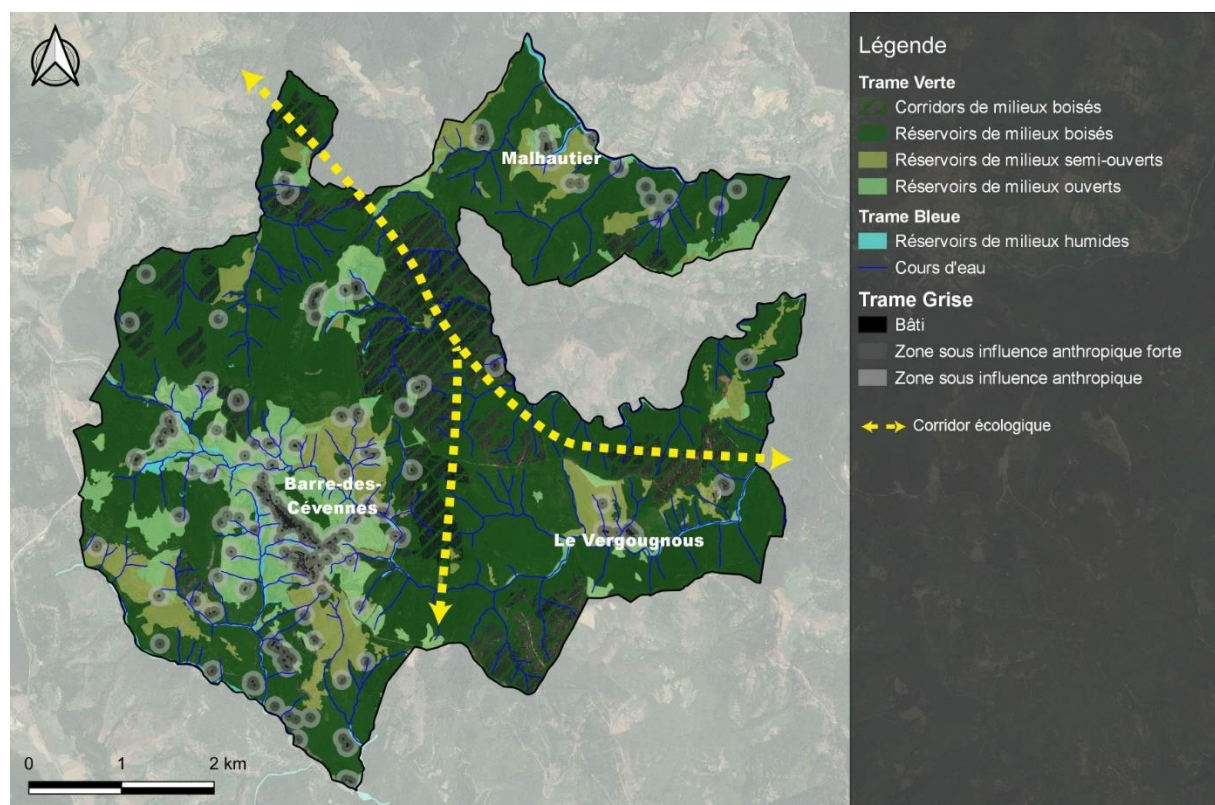 Malhautier
Barre-des-
Cévennes
Le Vergougnous
0 1 2 km
Légende
Trame Verte
Corridors de milieux boisés
Réservoirs de milieux boisés
Réservoirs de milieux semi-ouverts
Réservoirs de milieux ouverts
Trame Bleue
Réservoirs de milieux humides
Cours d'eau
Trame Grise
Bâti
Zone sous influence anthropique forte
Zone sous influence anthropique
Corridor écologique